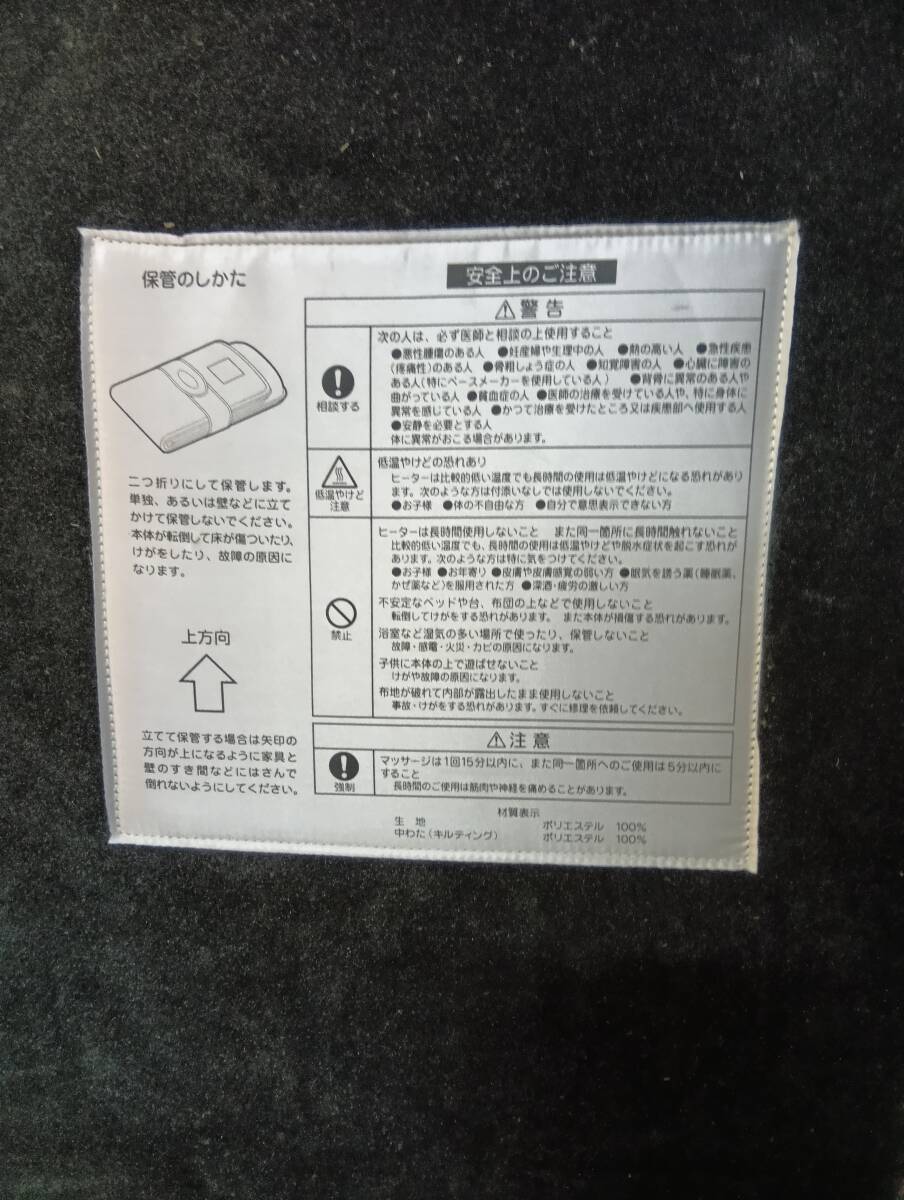 保管のしかた
二つ折りにして保管します。
単独、あるいは壁などに立て
かけて保管しないでください。
本体が転倒して床が傷ついたり、
けがをしたり、故障の原因に
なります。
上方向
立てて保管する場合は矢印の
方向が上になるように家具と
壁のすき間などにはさんで
倒れないようにしてください。
安全上のご注意
警告
相談する
次の人は、必ず医師と相談の上使用すること
●悪性腫瘍のある人 ●妊産婦や生理中の人 ●熱の高い人 ●急性疾患
(疼痛性)のある人 ●骨粗しょう症の人 ●知覚障害の人 ●心臓に障害の
ある人(特にペースメーカーを使用している人) ●背骨に異常のある人や
曲がっている人 ●貧血症の人 ●医師の治療を受けている人や、特に身体に
異常を感じている人 ●かつて治療を受けたところ又は疾患部へ使用する人
●安静を必要とする人
体に異常がおこる場合があります。
低温やけど
注意
低温やけどの恐れあり
ヒーターは比較的低い温度でも長時間の使用は低温やけどになる恐れがあり
ます。次のような方は付添いなしでは使用しないでください。
●お子様 ●体の不自由な方 ●自分で意思表示できない方
禁止
ヒーターは長時間使用しないこと また同一箇所に長時間触れないこと
比較的低い温度でも、長時間の使用は低温やけどや脱水症状を起こす恐れが
あります。次のような方は特に気をつけてください。
●お子様 ●お年寄り ●皮膚や皮膚感覚の弱い方 ●眠気を誘う薬(睡眠薬、
かぜ薬など)を服用された方 ●深酒・疲労の激しい方
不安定なベッドや台、布団の上などで使用しないこと
転倒してけがをする恐れがあります。 また本体が損傷する恐れがあります。
浴室など湿気の多い場所で使ったり、保管しないこと
故障・感電・火災・カビの原因になります。
子供に本体の上で遊ばせないこと
けがや故障の原因になります。
布地が破れて内部が露出したまま使用しないこと
事故・けがをする恐れがあります。すぐに修理を依頼してください。
注意
強制
マッサージは1回15分以内に、また同一箇所へのご使用は5分以内に
すること
長時間のご使用は筋肉や神経を痛めることがあります。
材質表示
生 地 ポリエステル 100%
中わた(キルティング) ポリエステル 100%